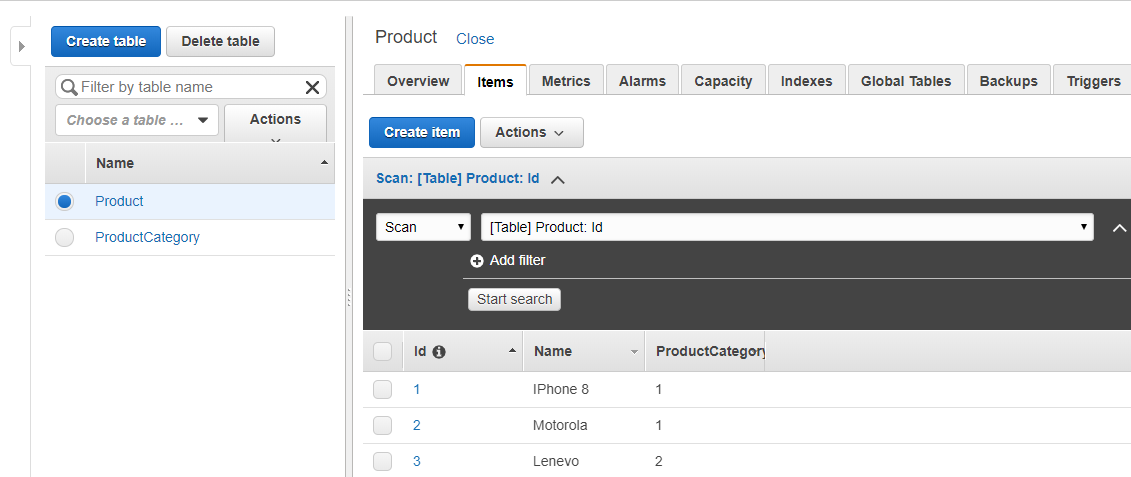 Create table Delete table
Filter by table name
Choose a table ... Actions
Name
Product
ProductCategory
Product Close
Overview Items Metrics Alarms Capacity Indexes Global Tables Backups Triggers
Create item Actions
Scan: [Table] Product: Id
Scan [Table] Product: Id
Add filter
Start search
Id Name ProductCategory
1 IPhone 8 1
2 Motorola 1
3 Lenevo 2